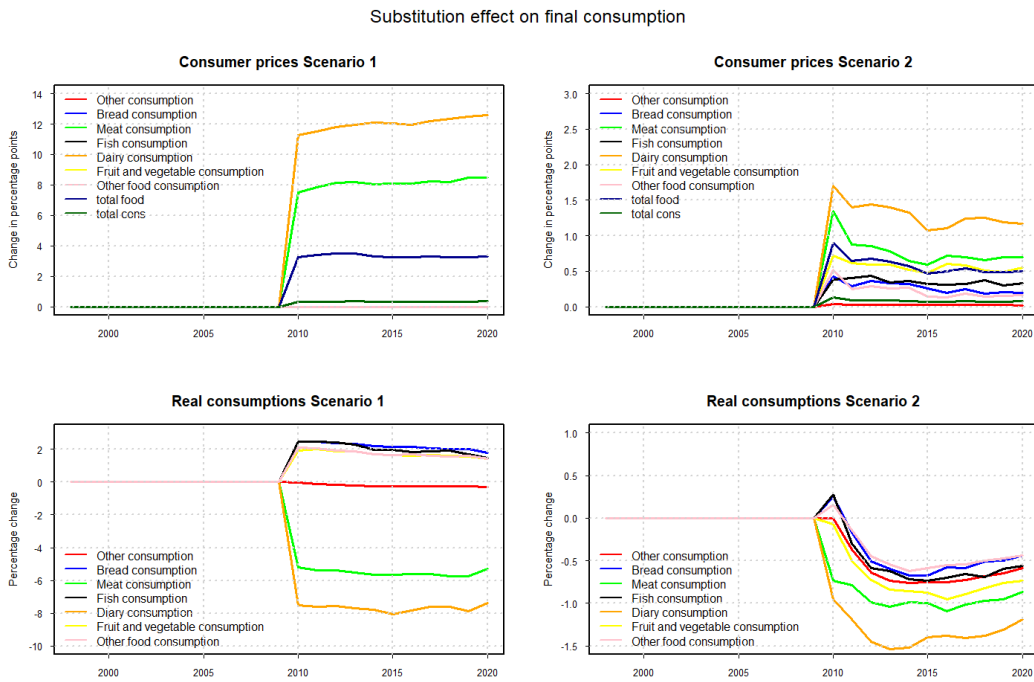 Substitution effect on final consumption
Consumer prices Scenario 1
Change in percentage points
14
12
10
8
6
4
2
0
Other consumption
Bread consumption
Meat consumption
Fish consumption
Dairy consumption
Fruit and vegetable consumption
Other food consumption
total food
total cons
2000
2005
2010
2015
2020
Consumer prices Scenario 2
Change in percentage points
3.0
2.5
2.0
1.5
1.0
0.5
0.0
Other consumption
Bread consumption
Meat consumption
Fish consumption
Dairy consumption
Fruit and vegetable consumption
Other food consumption
total food
total cons
2000
2005
2010
2015
2020
Real consumptions Scenario 1
Percentage change
2
0
-2
-4
-6
-8
-10
Other consumption
Bread consumption
Meat consumption
Fish consumption
Diary consumption
Fruit and vegetable consumption
Other food consumption
2000
2005
2010
2015
2020
Real consumptions Scenario 2
Percentage change
1.0
0.5
0.0
-0.5
-1.0
-1.5
Other consumption
Bread consumption
Meat consumption
Fish consumption
Diary consumption
Fruit and vegetable consumption
Other food consumption
2000
2005
2010
2015
2020